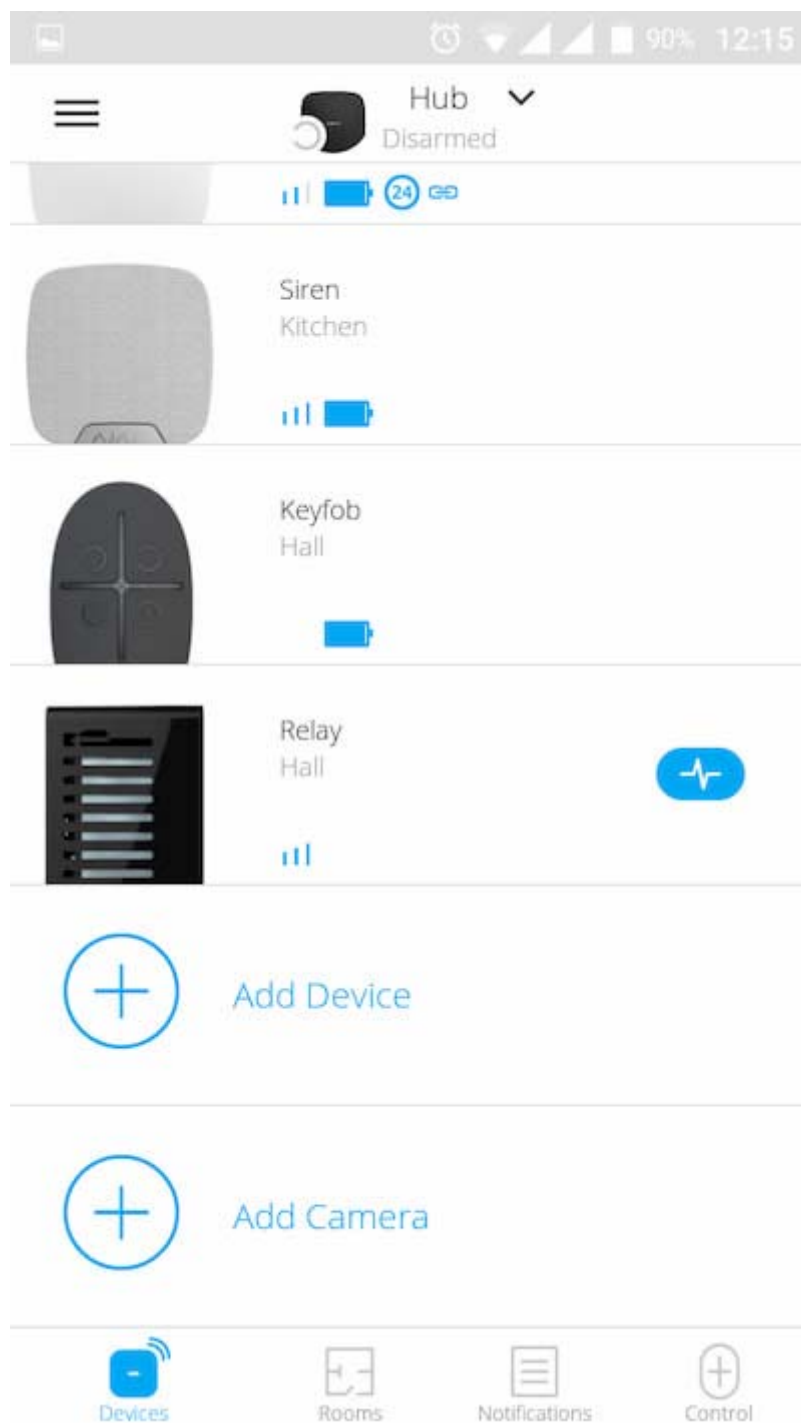 90% 12:15
Hub
Disarmed
24
Siren
Kitchen
Keyfob
Hall
Relay
Hall
Add Device
Add Camera
Devices Rooms Notifications Control